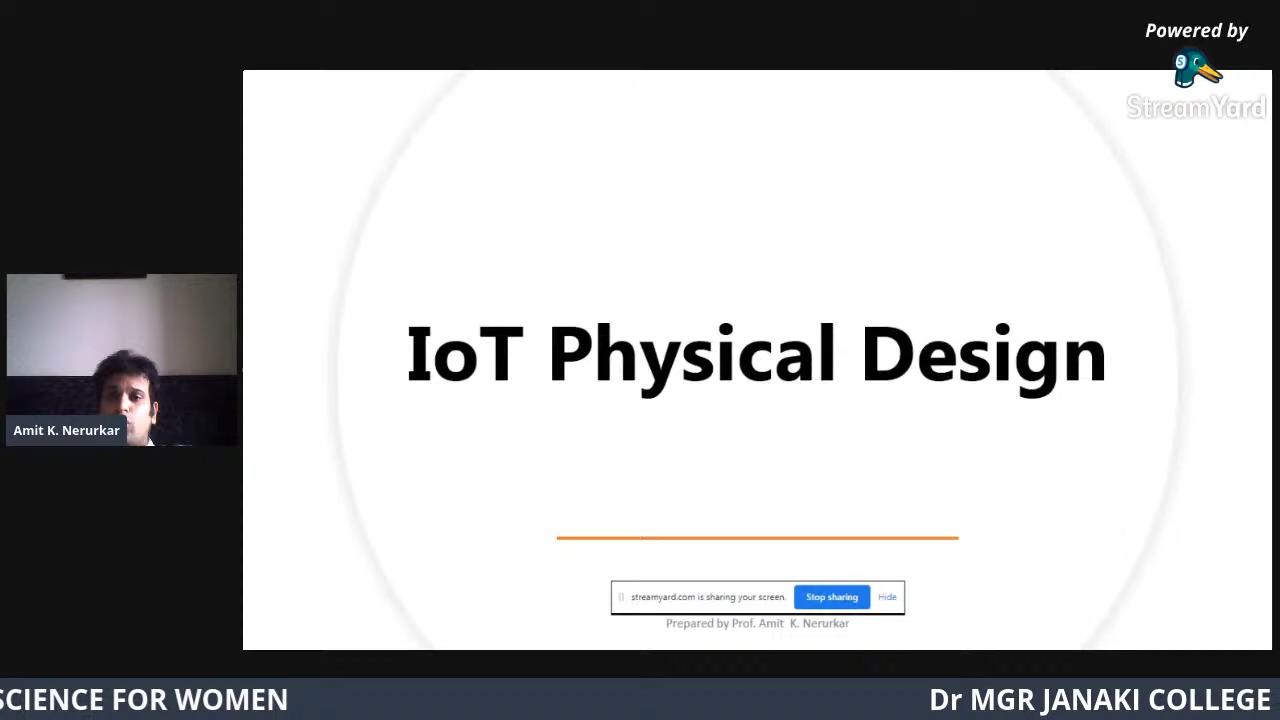 Powered by
S
StreamYard
IoT Physical Design
Amit K. Nerurkar
streamyard.com is sharing your screen.
Stop sharing
Hide
Prepared by Prof. Amit K. Nerurkar
SCIENCE FOR WOMEN
Dr MGR JANAKI COLLEGE